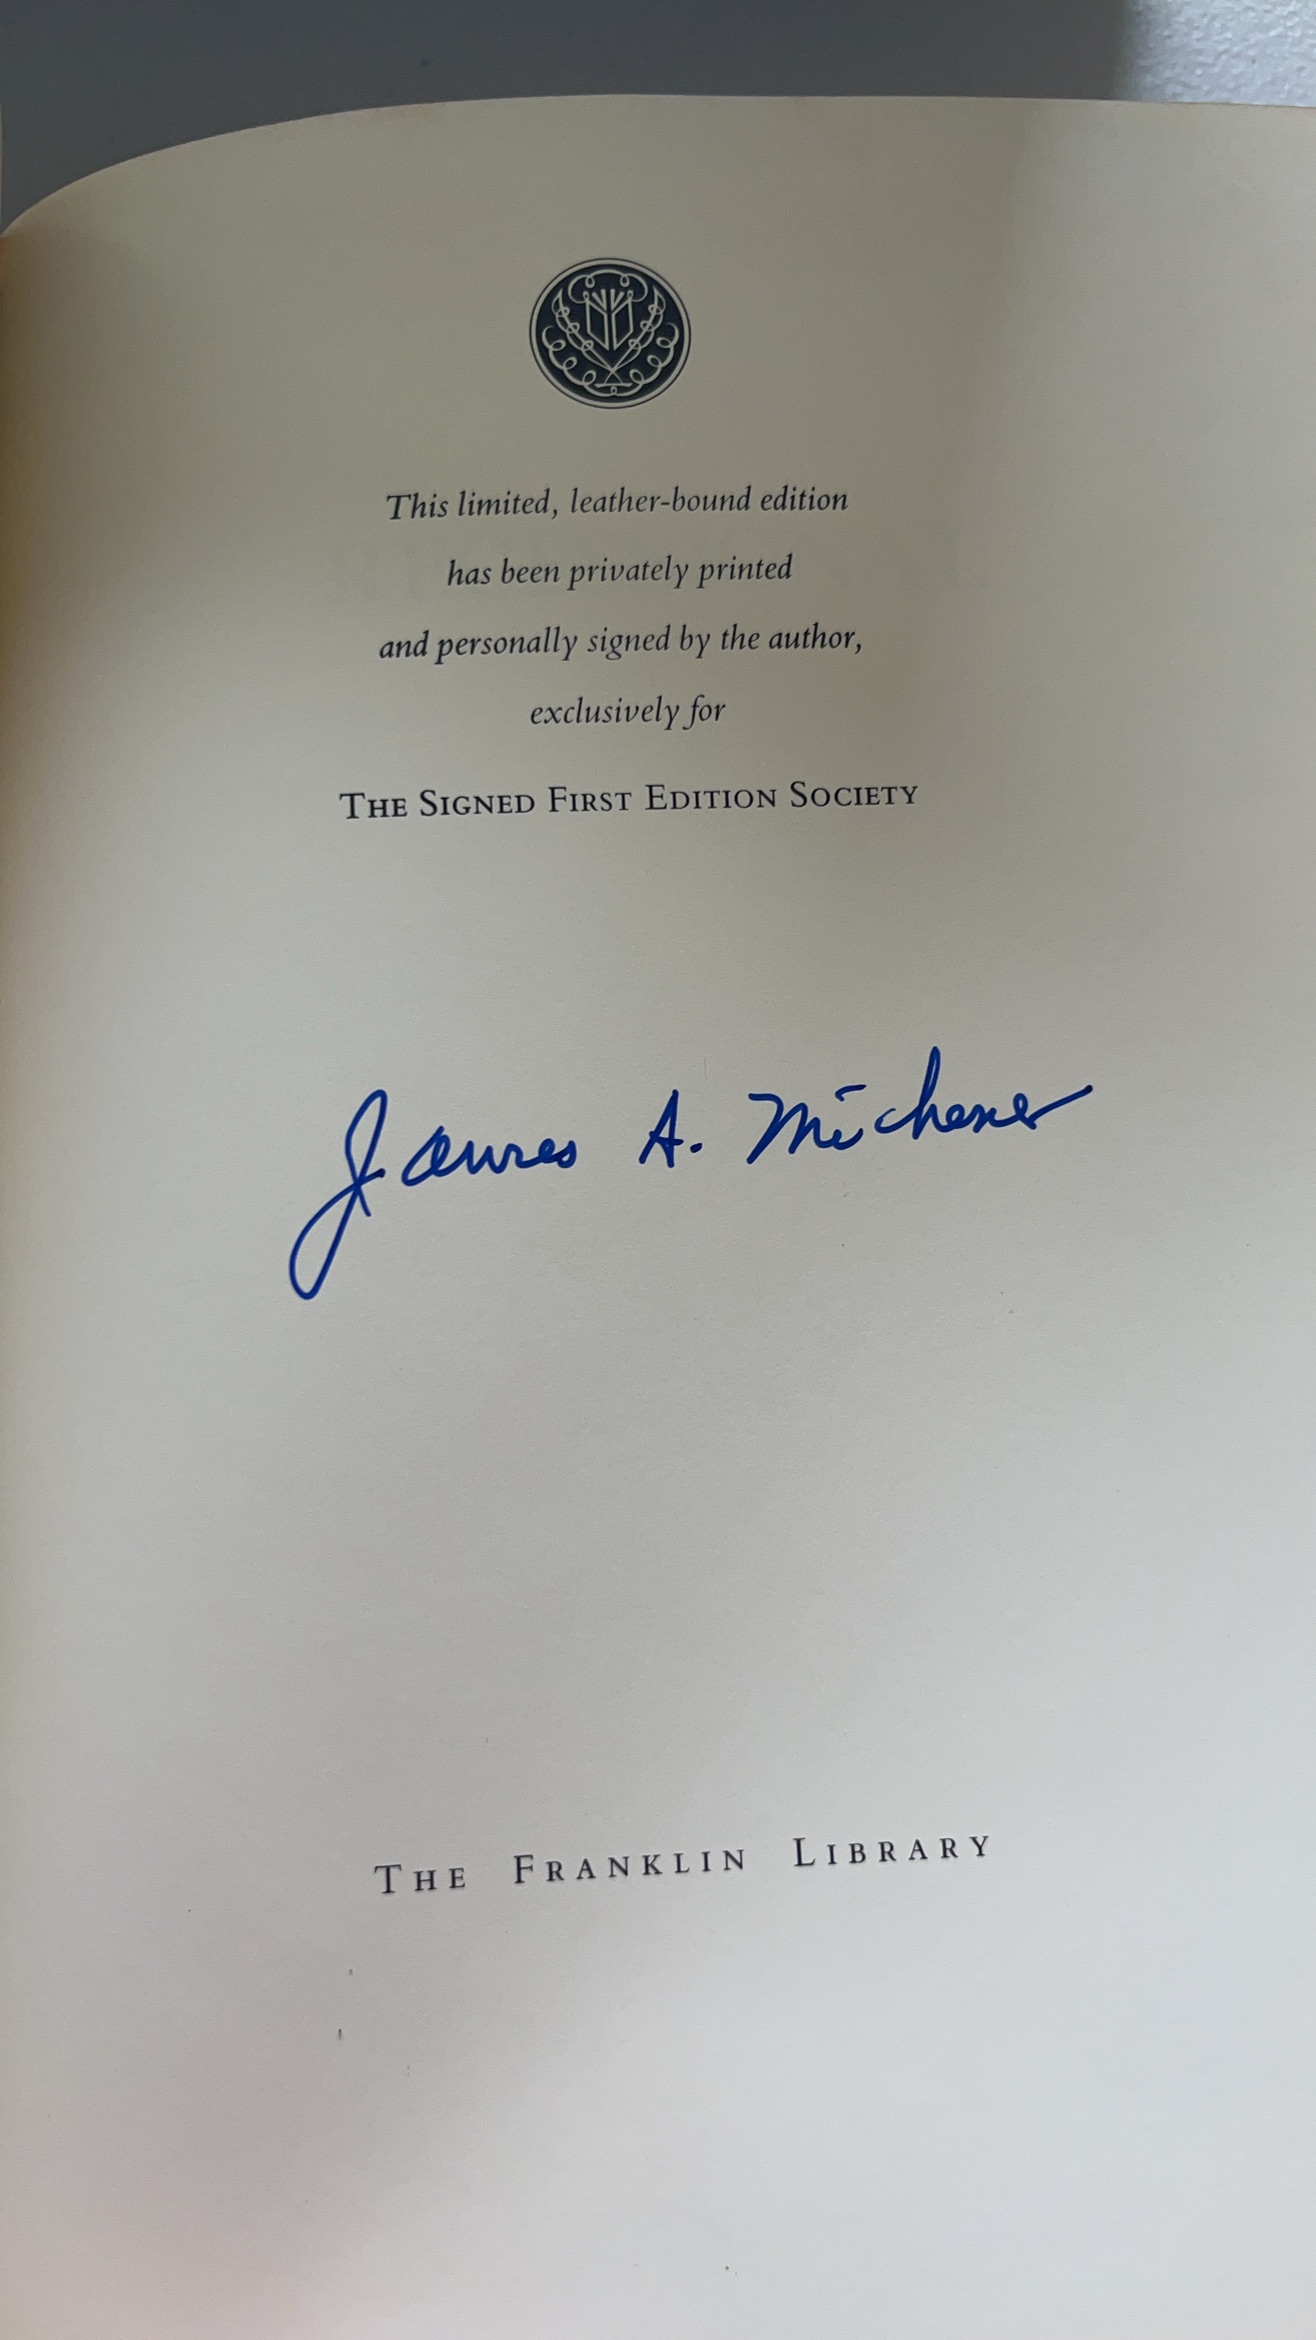 This limited, leather-bound edition
has been privately printed
and personally signed by the author,
exclusively for
THE SIGNED FIRST EDITION SOCIETY
James A. Michener
THE FRANKLIN LIBRARY